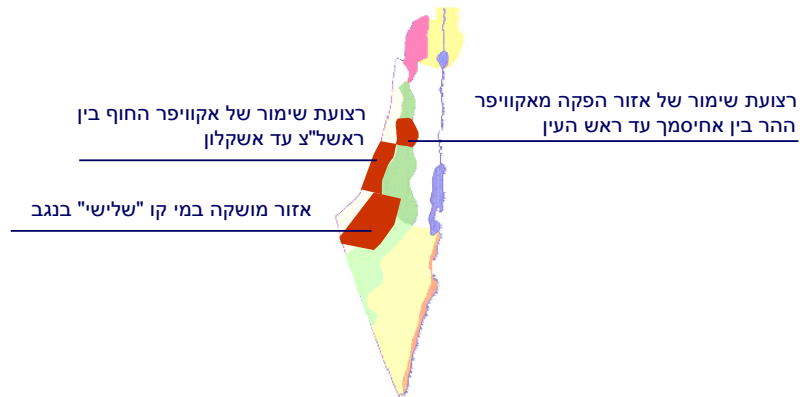 רצועת שימור של אזור הפקה מאקוויפר
ההר בין אחיסמך עד ראש העין
רצועת שימור של אקוויפר החוף בין
ראשל"צ עד אשקלון
אזור מושקה במי קו "שלישי" בנגב